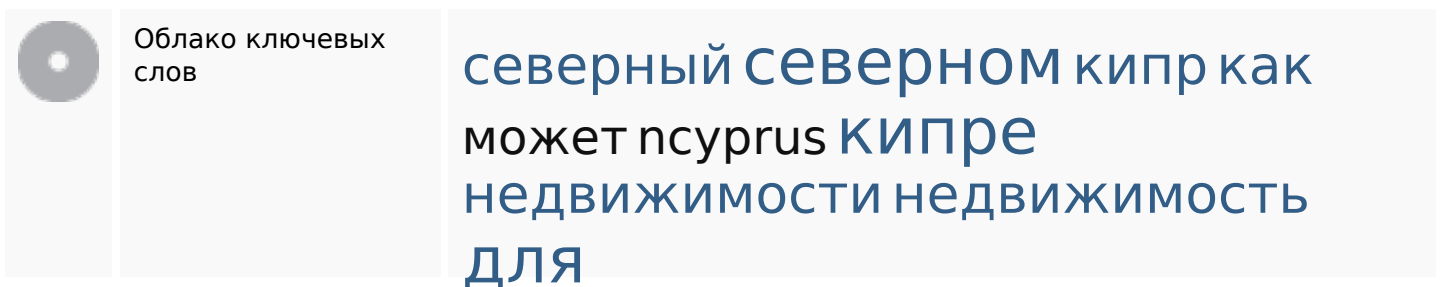 Облако ключевых
слов
северный северном кипр как
может ncyprus кипре
недвижимости недвижимость
для